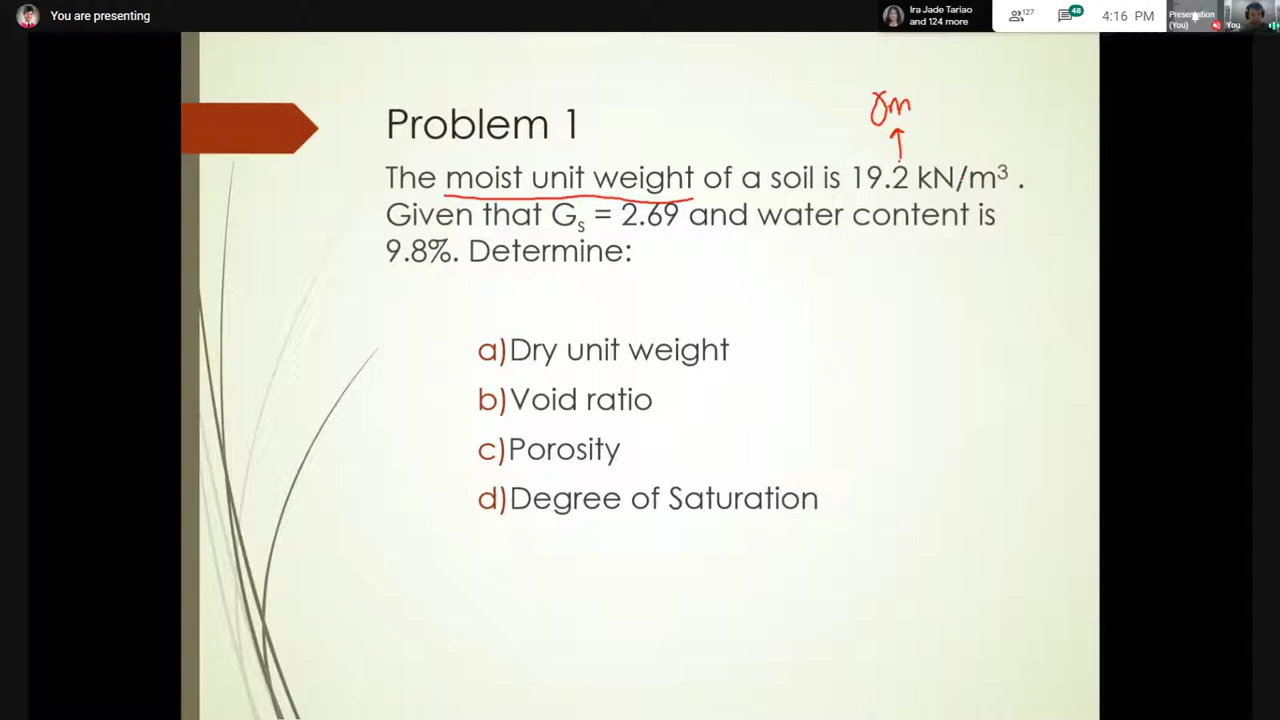 You are presenting
Ira Jade Tariao
and 124 more
127
48
4:16 PM
Presentation
(You)
You
γm
Problem 1
The moist unit weight of a soil is 19.2 kN/m³ .
Given that Gₛ = 2.69 and water content is
9.8%. Determine:
a)Dry unit weight
b)Void ratio
c)Porosity
d)Degree of Saturation